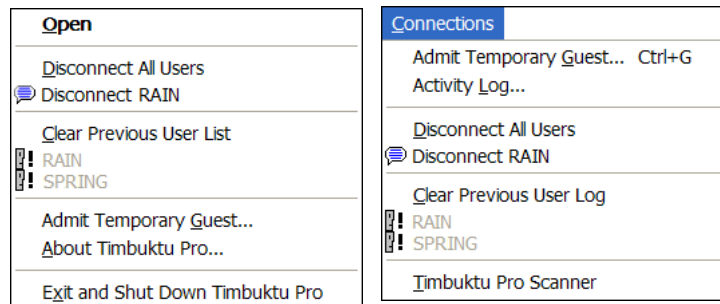 Open
Disconnect All Users
Disconnect RAIN
Clear Previous User List
RAIN
SPRING
Admit Temporary Guest...
About Timbuktu Pro...
Exit and Shut Down Timbuktu Pro
Connections
Admit Temporary Guest... Ctrl+G
Activity Log...
Disconnect All Users
Disconnect RAIN
Clear Previous User Log
RAIN
SPRING
Timbuktu Pro Scanner